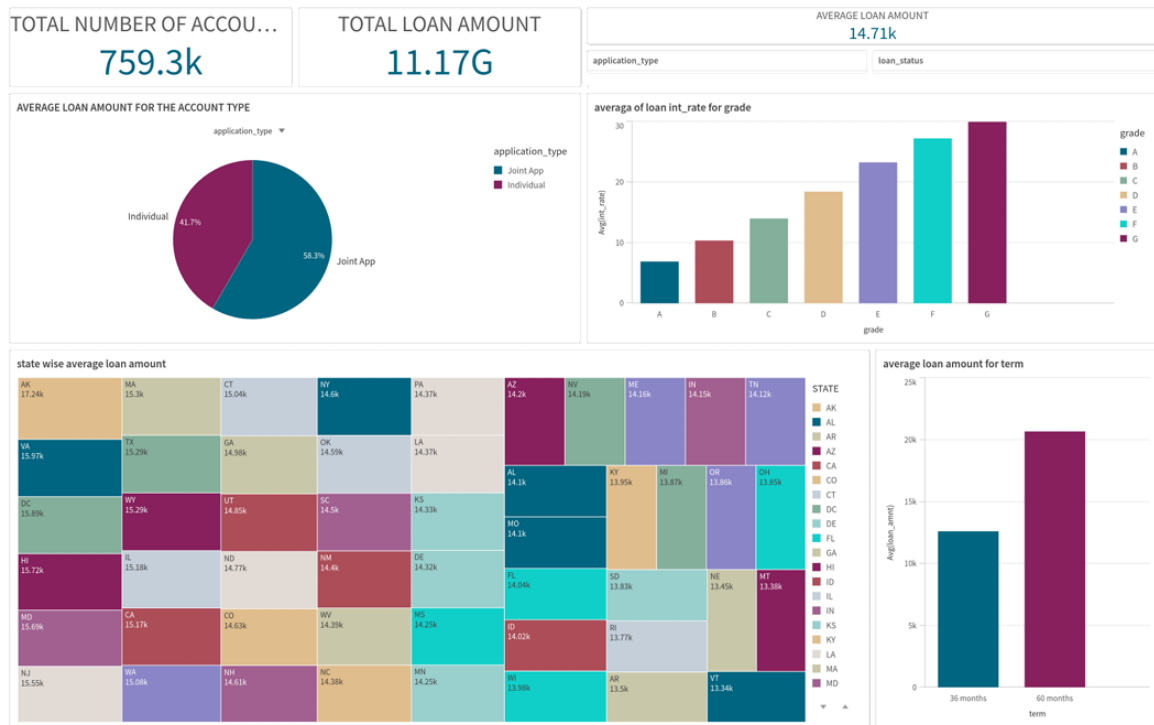 TOTAL NUMBER OF ACCOU...
759.3k
TOTAL LOAN AMOUNT
11.17G
AVERAGE LOAN AMOUNT
14.71k
application_type
loan_status
AVERAGE LOAN AMOUNT FOR THE ACCOUNT TYPE
application_type
application_type
Joint App
Individual
Individual
41.7%
58.3%
Joint App
averaga of loan int_rate for grade
30
20
10
0
Avg(int_rate)
A
B
C
D
E
F
G
grade
grade
A
B
C
D
E
F
G
state wise average loan amount
AK
17.24k
VA
15.97k
DC
15.89k
HI
15.72k
MD
15.69k
NJ
15.55k
MA
15.3k
TX
15.29k
WY
15.29k
IL
15.18k
CA
15.17k
WA
15.08k
CT
15.04k
GA
14.98k
UT
14.85k
ND
14.77k
CO
14.63k
NH
14.61k
NY
14.6k
OK
14.59k
SC
14.5k
NM
14.4k
WV
14.39k
NC
14.38k
PA
14.37k
LA
14.37k
KS
14.33k
DE
14.32k
MS
14.25k
MN
14.25k
AZ
14.2k
NV
14.19k
ME
14.16k
IN
14.15k
TN
14.12k
AL
14.1k
MO
14.1k
FL
14.04k
ID
14.02k
WI
13.98k
KY
13.95k
MI
13.87k
OR
13.86k
OH
13.85k
SD
13.83k
RI
13.77k
AR
13.5k
NE
13.45k
MT
13.38k
VT
13.34k
STATE
AK
AL
AR
AZ
CA
CO
CT
DC
DE
FL
GA
HI
ID
IL
IN
KS
KY
LA
MA
MD
average loan amount for term
25k
20k
15k
10k
5k
0
Avg(loan_amnt)
36 months
60 months
term